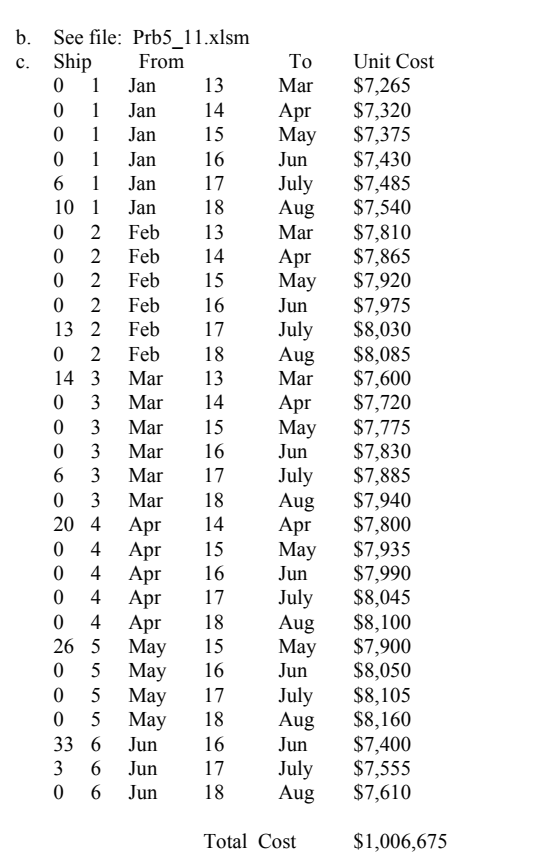 b. See file: Prb5_11.xlsm
c. Ship From To Unit Cost
0 1 Jan 13 Mar $7,265
0 1 Jan 14 Apr $7,320
0 1 Jan 15 May $7,375
0 1 Jan 16 Jun $7,430
6 1 Jan 17 July $7,485
10 1 Jan 18 Aug $7,540
0 2 Feb 13 Mar $7,810
0 2 Feb 14 Apr $7,865
0 2 Feb 15 May $7,920
0 2 Feb 16 Jun $7,975
13 2 Feb 17 July $8,030
0 2 Feb 18 Aug $8,085
14 3 Mar 13 Mar $7,600
0 3 Mar 14 Apr $7,720
0 3 Mar 15 May $7,775
0 3 Mar 16 Jun $7,830
6 3 Mar 17 July $7,885
0 3 Mar 18 Aug $7,940
20 4 Apr 14 Apr $7,800
0 4 Apr 15 May $7,935
0 4 Apr 16 Jun $7,990
0 4 Apr 17 July $8,045
0 4 Apr 18 Aug $8,100
26 5 May 15 May $7,900
0 5 May 16 Jun $8,050
0 5 May 17 July $8,105
0 5 May 18 Aug $8,160
33 6 Jun 16 Jun $7,400
3 6 Jun 17 July $7,555
0 6 Jun 18 Aug $7,610
Total Cost $1,006,675